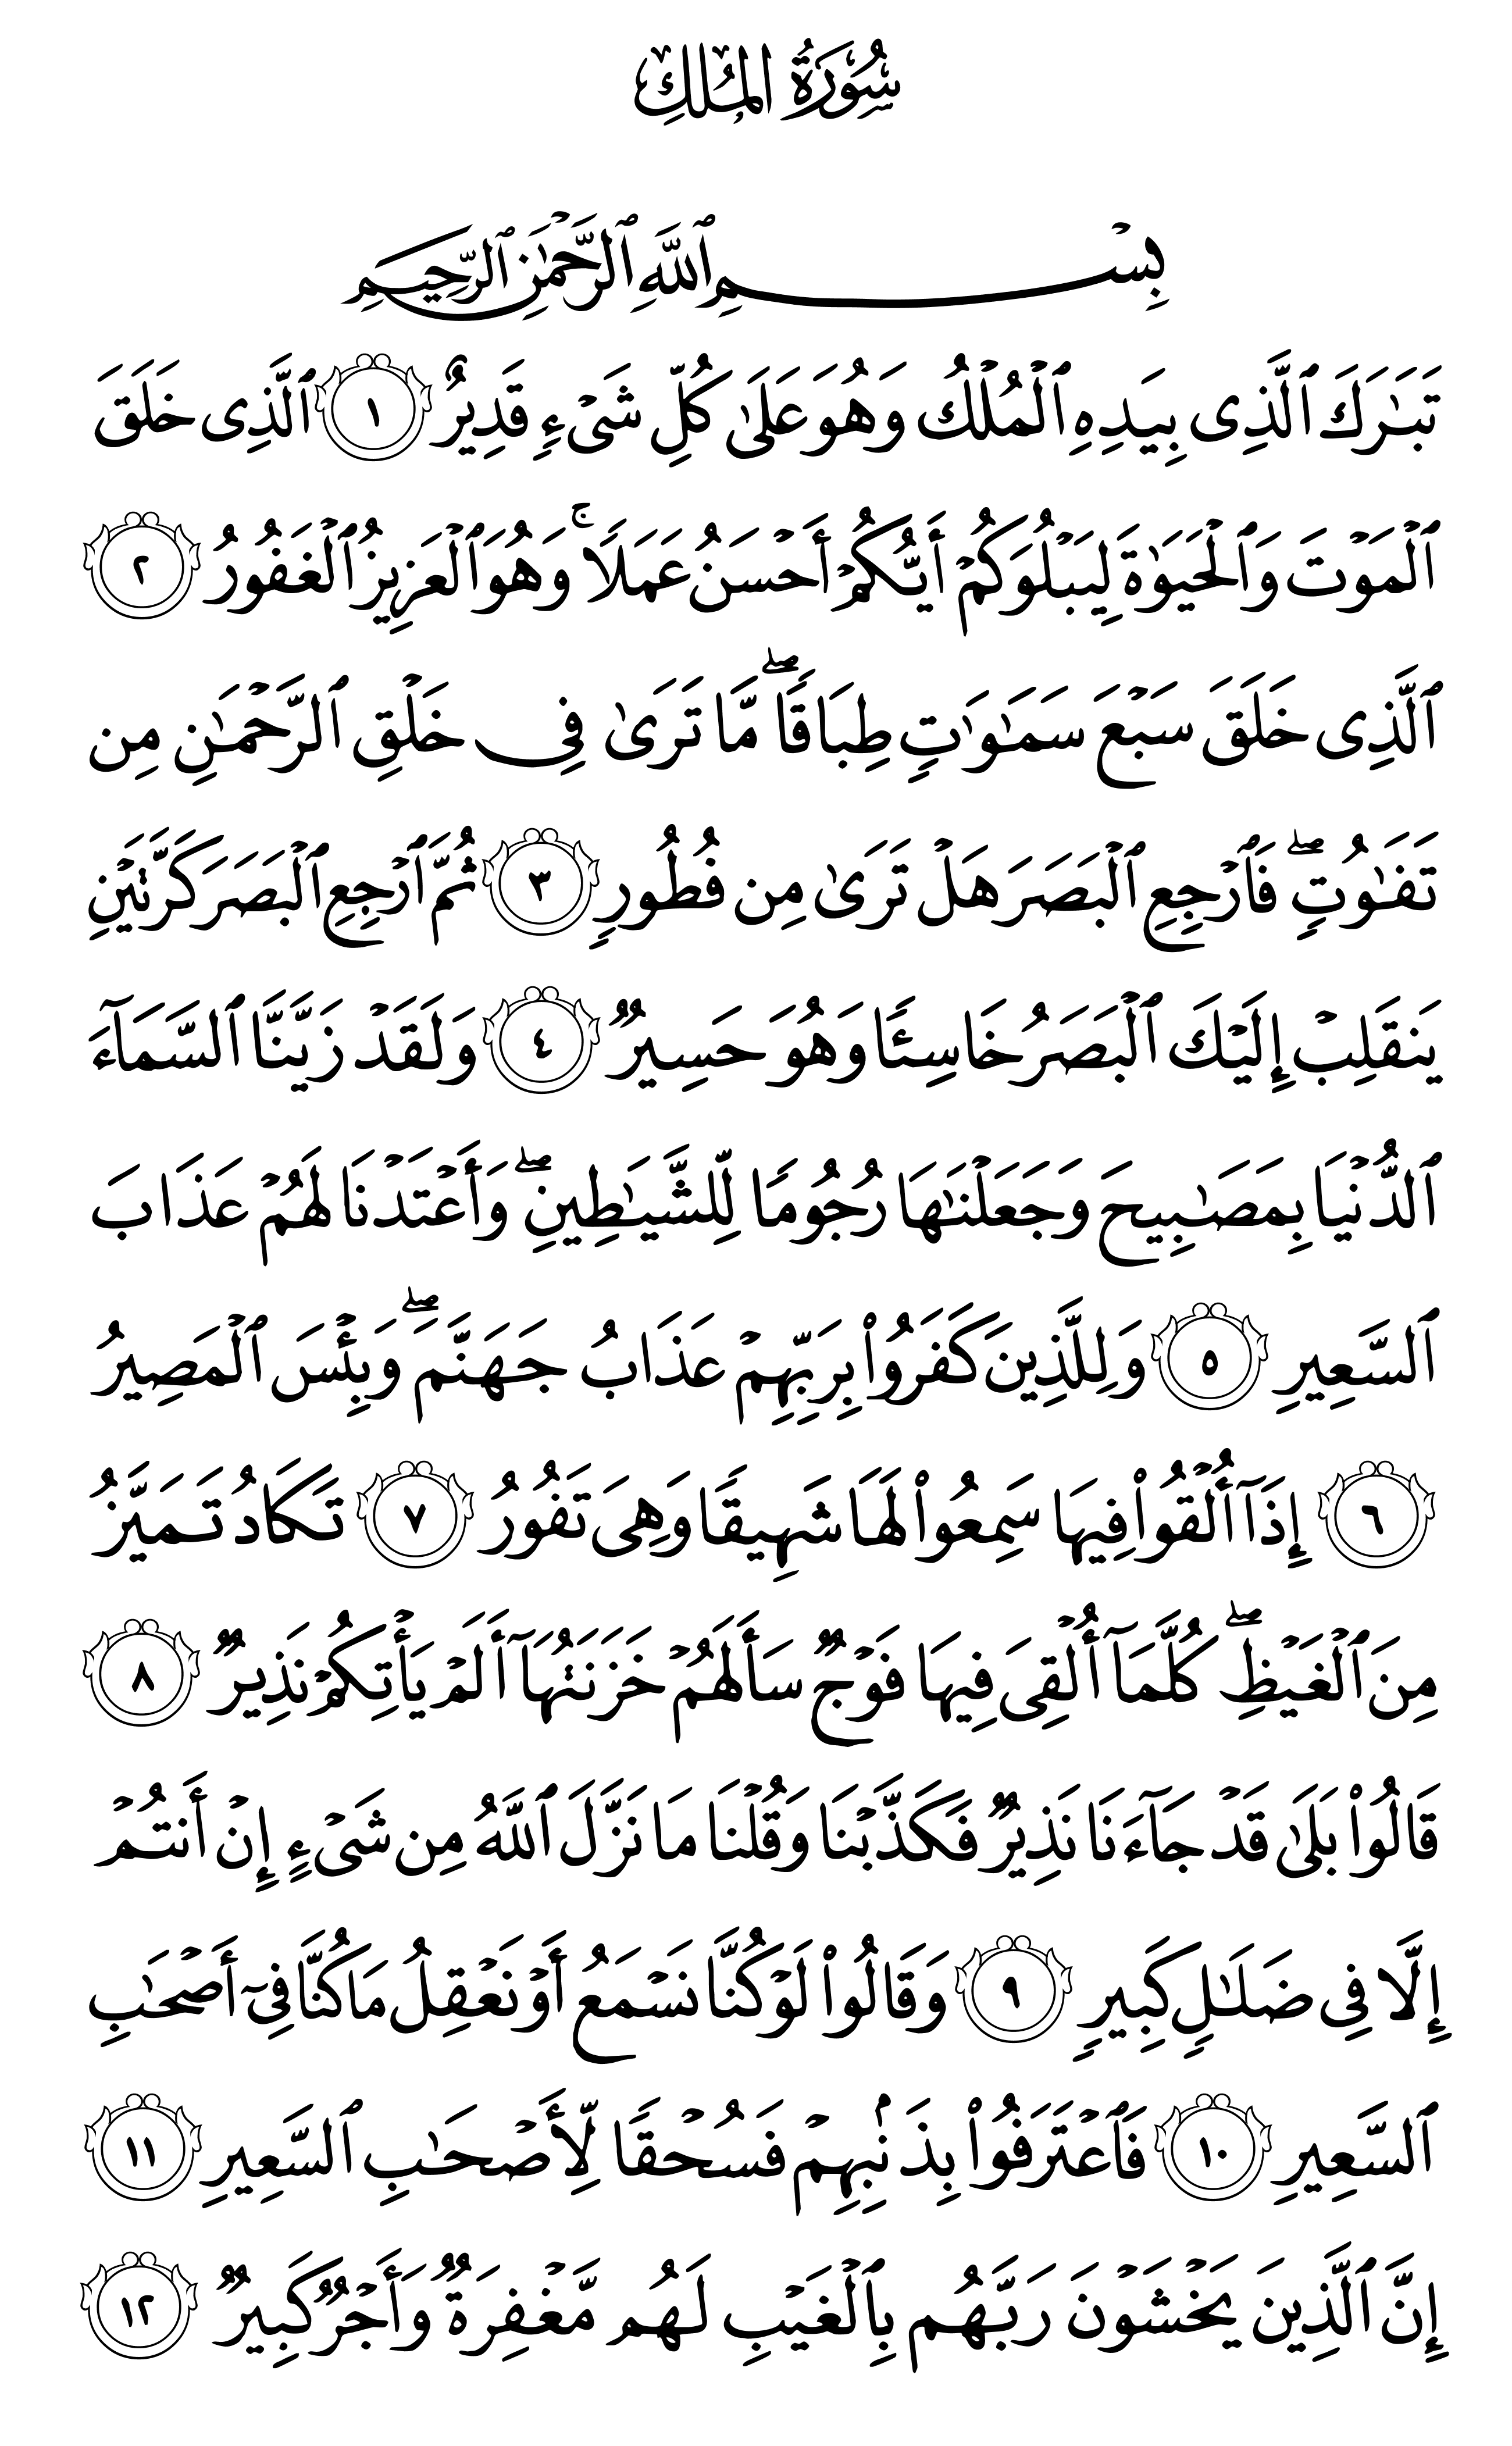 سُورَةُ المُلكِ
بِسْمِ ٱللَّهِ ٱلرَّحْمَٰنِ ٱلرَّحِيمِ
تَبَٰرَكَ ٱلَّذِى بِيَدِهِ ٱلْمُلْكُ وَهُوَ عَلَىٰ كُلِّ شَىْءٍ قَدِيرٌ ١ ٱلَّذِى خَلَقَ
ٱلْمَوْتَ وَٱلْحَيَوٰةَ لِيَبْلُوَكُمْ أَيُّكُمْ أَحْسَنُ عَمَلًا ۚ وَهُوَ ٱلْعَزِيزُ ٱلْغَفُورُ ٢
ٱلَّذِى خَلَقَ سَبْعَ سَمَٰوَٰتٍ طِبَاقًا ۖ مَّا تَرَىٰ فِى خَلْقِ ٱلرَّحْمَٰنِ مِن
تَفَٰوُتٍ ۖ فَٱرْجِعِ ٱلْبَصَرَ هَلْ تَرَىٰ مِن فُطُورٍ ٣ ثُمَّ ٱرْجِعِ ٱلْبَصَرَ كَرَّتَيْنِ
يَنقَلِبْ إِلَيْكَ ٱلْبَصَرُ خَاسِئًا وَهُوَ حَسِيرٌ ٤ وَلَقَدْ زَيَّنَّا ٱلسَّمَآءَ
ٱلدُّنْيَا بِمَصَٰبِيحَ وَجَعَلْنَٰهَا رُجُومًا لِّلشَّيَٰطِينِ ۖ وَأَعْتَدْنَا لَهُمْ عَذَابَ
ٱلسَّعِيرِ ٥ وَلِلَّذِينَ كَفَرُوا۟ بِرَبِّهِمْ عَذَابُ جَهَنَّمَ ۖ وَبِئْسَ ٱلْمَصِيرُ
٦ إِذَآ أُلْقُوا۟ فِيهَا سَمِعُوا۟ لَهَا شَهِيقًا وَهِىَ تَفُورُ ٧ تَكَادُ تَمَيَّزُ
مِنَ ٱلْغَيْظِ ۖ كُلَّمَآ أُلْقِىَ فِيهَا فَوْجٌ سَأَلَهُمْ خَزَنَتُهَآ أَلَمْ يَأْتِكُمْ نَذِيرٌ ٨
قَالُوا۟ بَلَىٰ قَدْ جَآءَنَا نَذِيرٌ فَكَذَّبْنَا وَقُلْنَا مَا نَزَّلَ ٱللَّهُ مِن شَىْءٍ إِنْ أَنتُمْ
إِلَّا فِى ضَلَٰلٍ كَبِيرٍ ٩ وَقَالُوا۟ لَوْ كُنَّا نَسْمَعُ أَوْ نَعْقِلُ مَا كُنَّا فِىٓ أَصْحَٰبِ
ٱلسَّعِيرِ ١٠ فَٱعْتَرَفُوا۟ بِذَنۢبِهِمْ فَسُحْقًا لِّأَصْحَٰبِ ٱلسَّعِيرِ ١١
إِنَّ ٱلَّذِينَ يَخْشَوْنَ رَبَّهُم بِٱلْغَيْبِ لَهُم مَّغْفِرَةٌ وَأَجْرٌ كَبِيرٌ ١٢